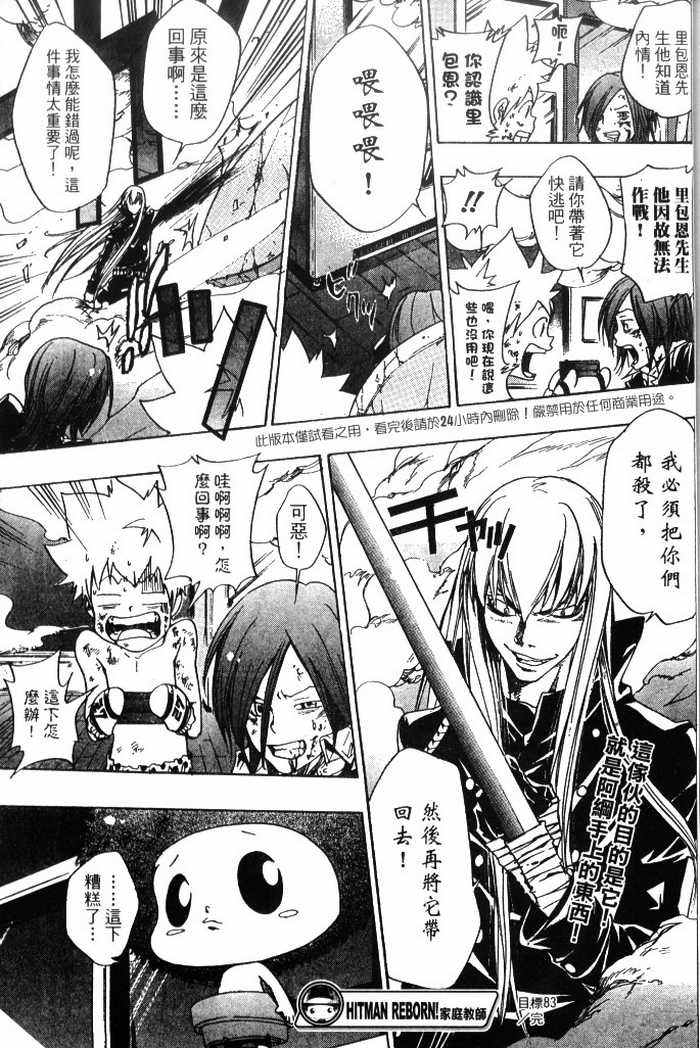 里包恩先
生他知道
內情！
呃！
你認識里
包恩？
里包恩先生
他因故無法
作戰！
請你帶著它
快逃吧！
!!
喂，你現在說這
些也沒用吧！
喂喂喂！
原來是這麼
回事啊⋯⋯
我怎麼能錯過呢，這
件事情太重要了！
此版本僅試看之用，看完後請於24小時內刪除！嚴禁用於任何商業用途。
我必須把你們
都殺了，
這傢伙的目的是它！
就是阿綱手上的東西！
然後再將它帶
回去！
可惡！
哇啊啊啊，怎
麼回事啊？
這下怎
麼辦！
⋯⋯這下
糟糕了⋯
HITMAN REBORN!家庭教師
目標83
／完